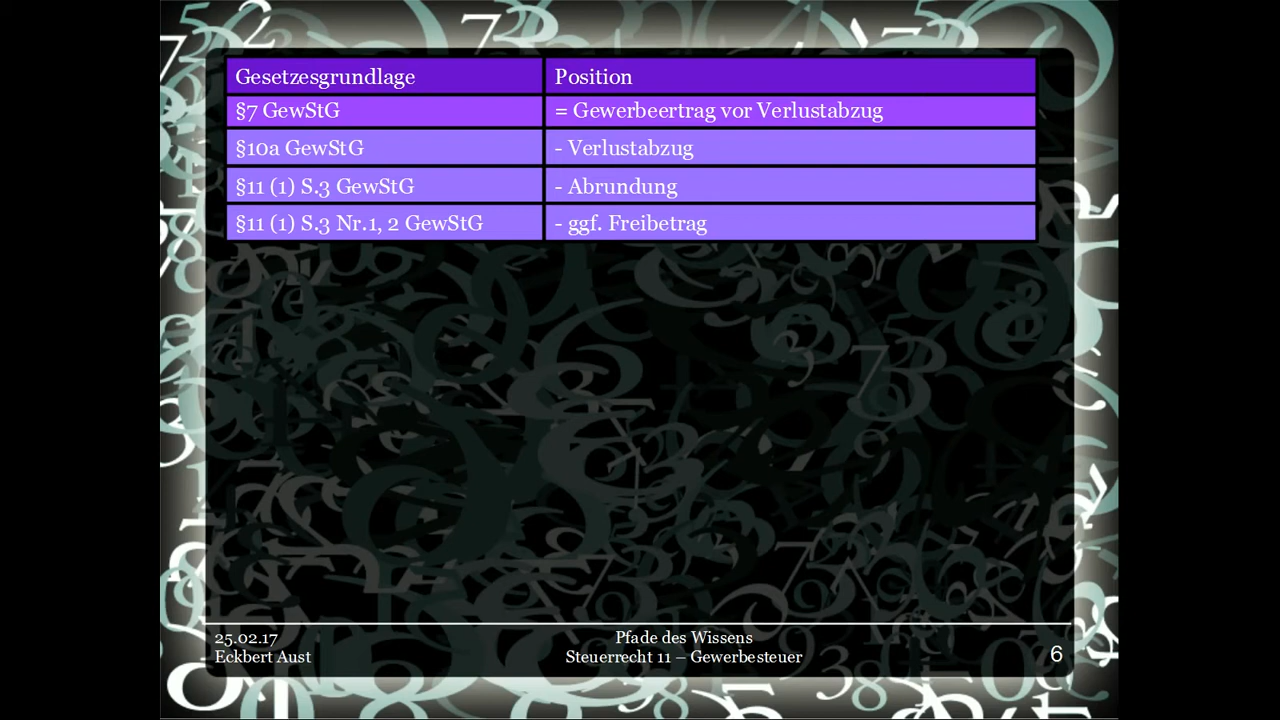 Gesetzesgrundlage Position
§7 GewStG = Gewerbeertrag vor Verlustabzug
§10a GewStG - Verlustabzug
§11 (1) S.3 GewStG - Abrundung
§11 (1) S.3 Nr.1, 2 GewStG - ggf. Freibetrag
25.02.17 Pfade des Wissens
Eckbert Aust Steuerrecht 11 – Gewerbesteuer 6